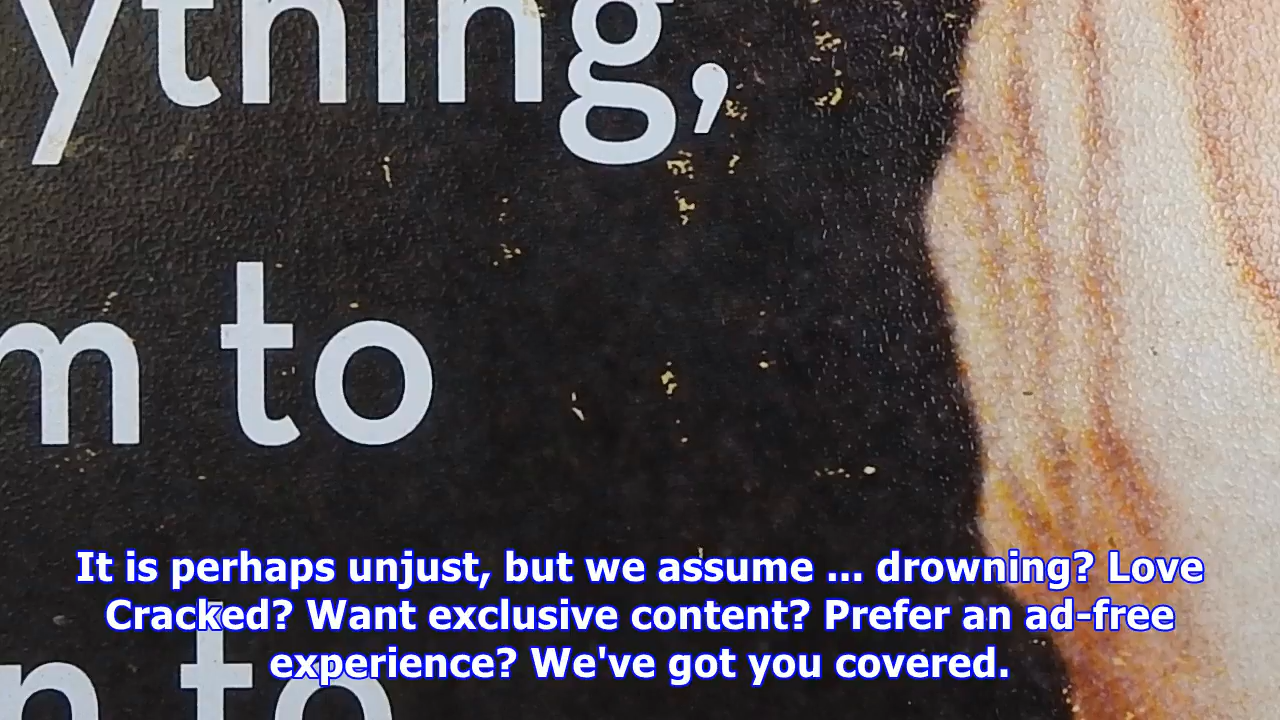 ything,
m to
n to
It is perhaps unjust, but we assume ... drowning? Love
Cracked? Want exclusive content? Prefer an ad-free
experience? We've got you covered.